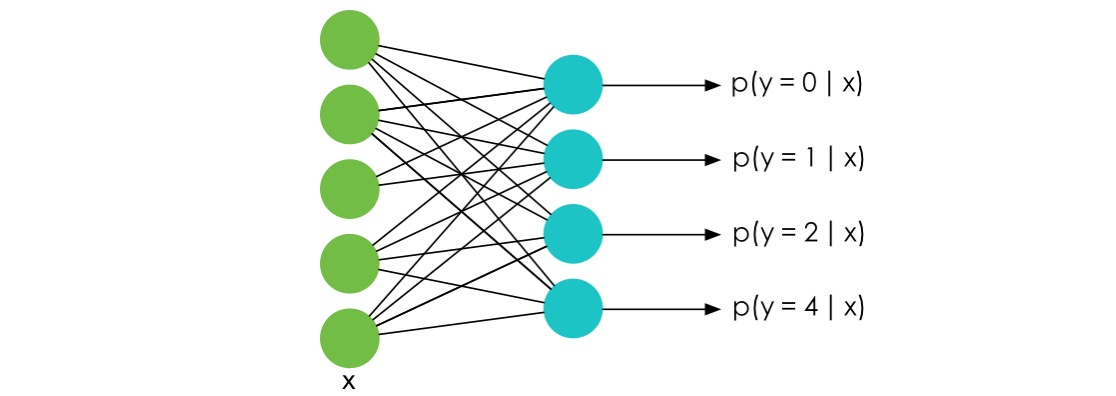 p(y = 0 | x)
p(y = 1 | x)
p(y = 2 | x)
p(y = 4 | x)
x